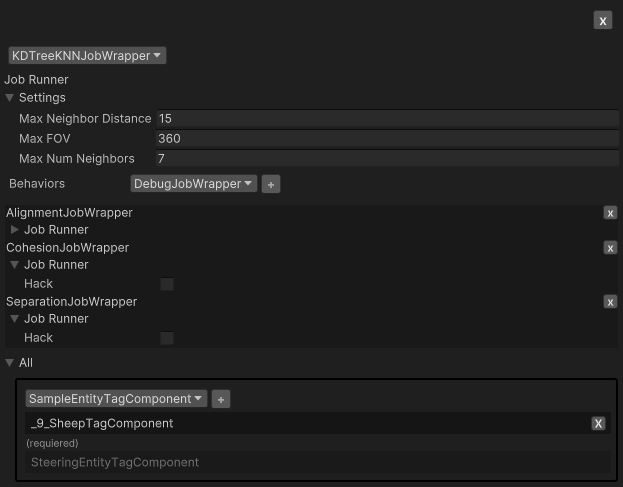 X
KDTreeKNNJobWrapper
Job Runner
Settings
Max Neighbor Distance 15
Max FOV 360
Max Num Neighbors 7
Behaviors DebugJobWrapper +
AlignmentJobWrapper x
Job Runner
CohesionJobWrapper x
Job Runner
Hack
SeparationJobWrapper x
Job Runner
Hack
All
SampleEntityTagComponent +
_9_SheepTagComponent X
(requiered)
SteeringEntityTagComponent